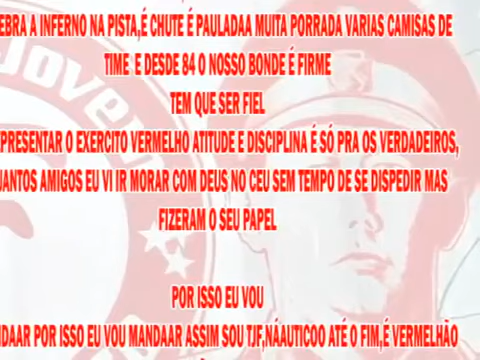 EBRA A INFERNO NA PISTA,É CHUTE É PAULADAA MUITA PORRADA VARIAS CAMISAS DE
TIME E DESDE 84 O NOSSO BONDE É FIRME
TEM QUE SER FIEL
PRESENTAR O EXERCITO VERMELHO ATITUDE E DISCIPLINA É SÓ PRA OS VERDADEIROS,
UANTOS AMIGOS EU VI IR MORAR COM DEUS NO CEU SEM TEMPO DE SE DISPEDIR MAS
FIZERAM O SEU PAPEL
POR ISSO EU VOU
NDAAR POR ISSO EU VOU MANDAAR ASSIM SOU TJF,NÁAUTICOO ATÉ O FIM,É VERMELHÃO
Jovem